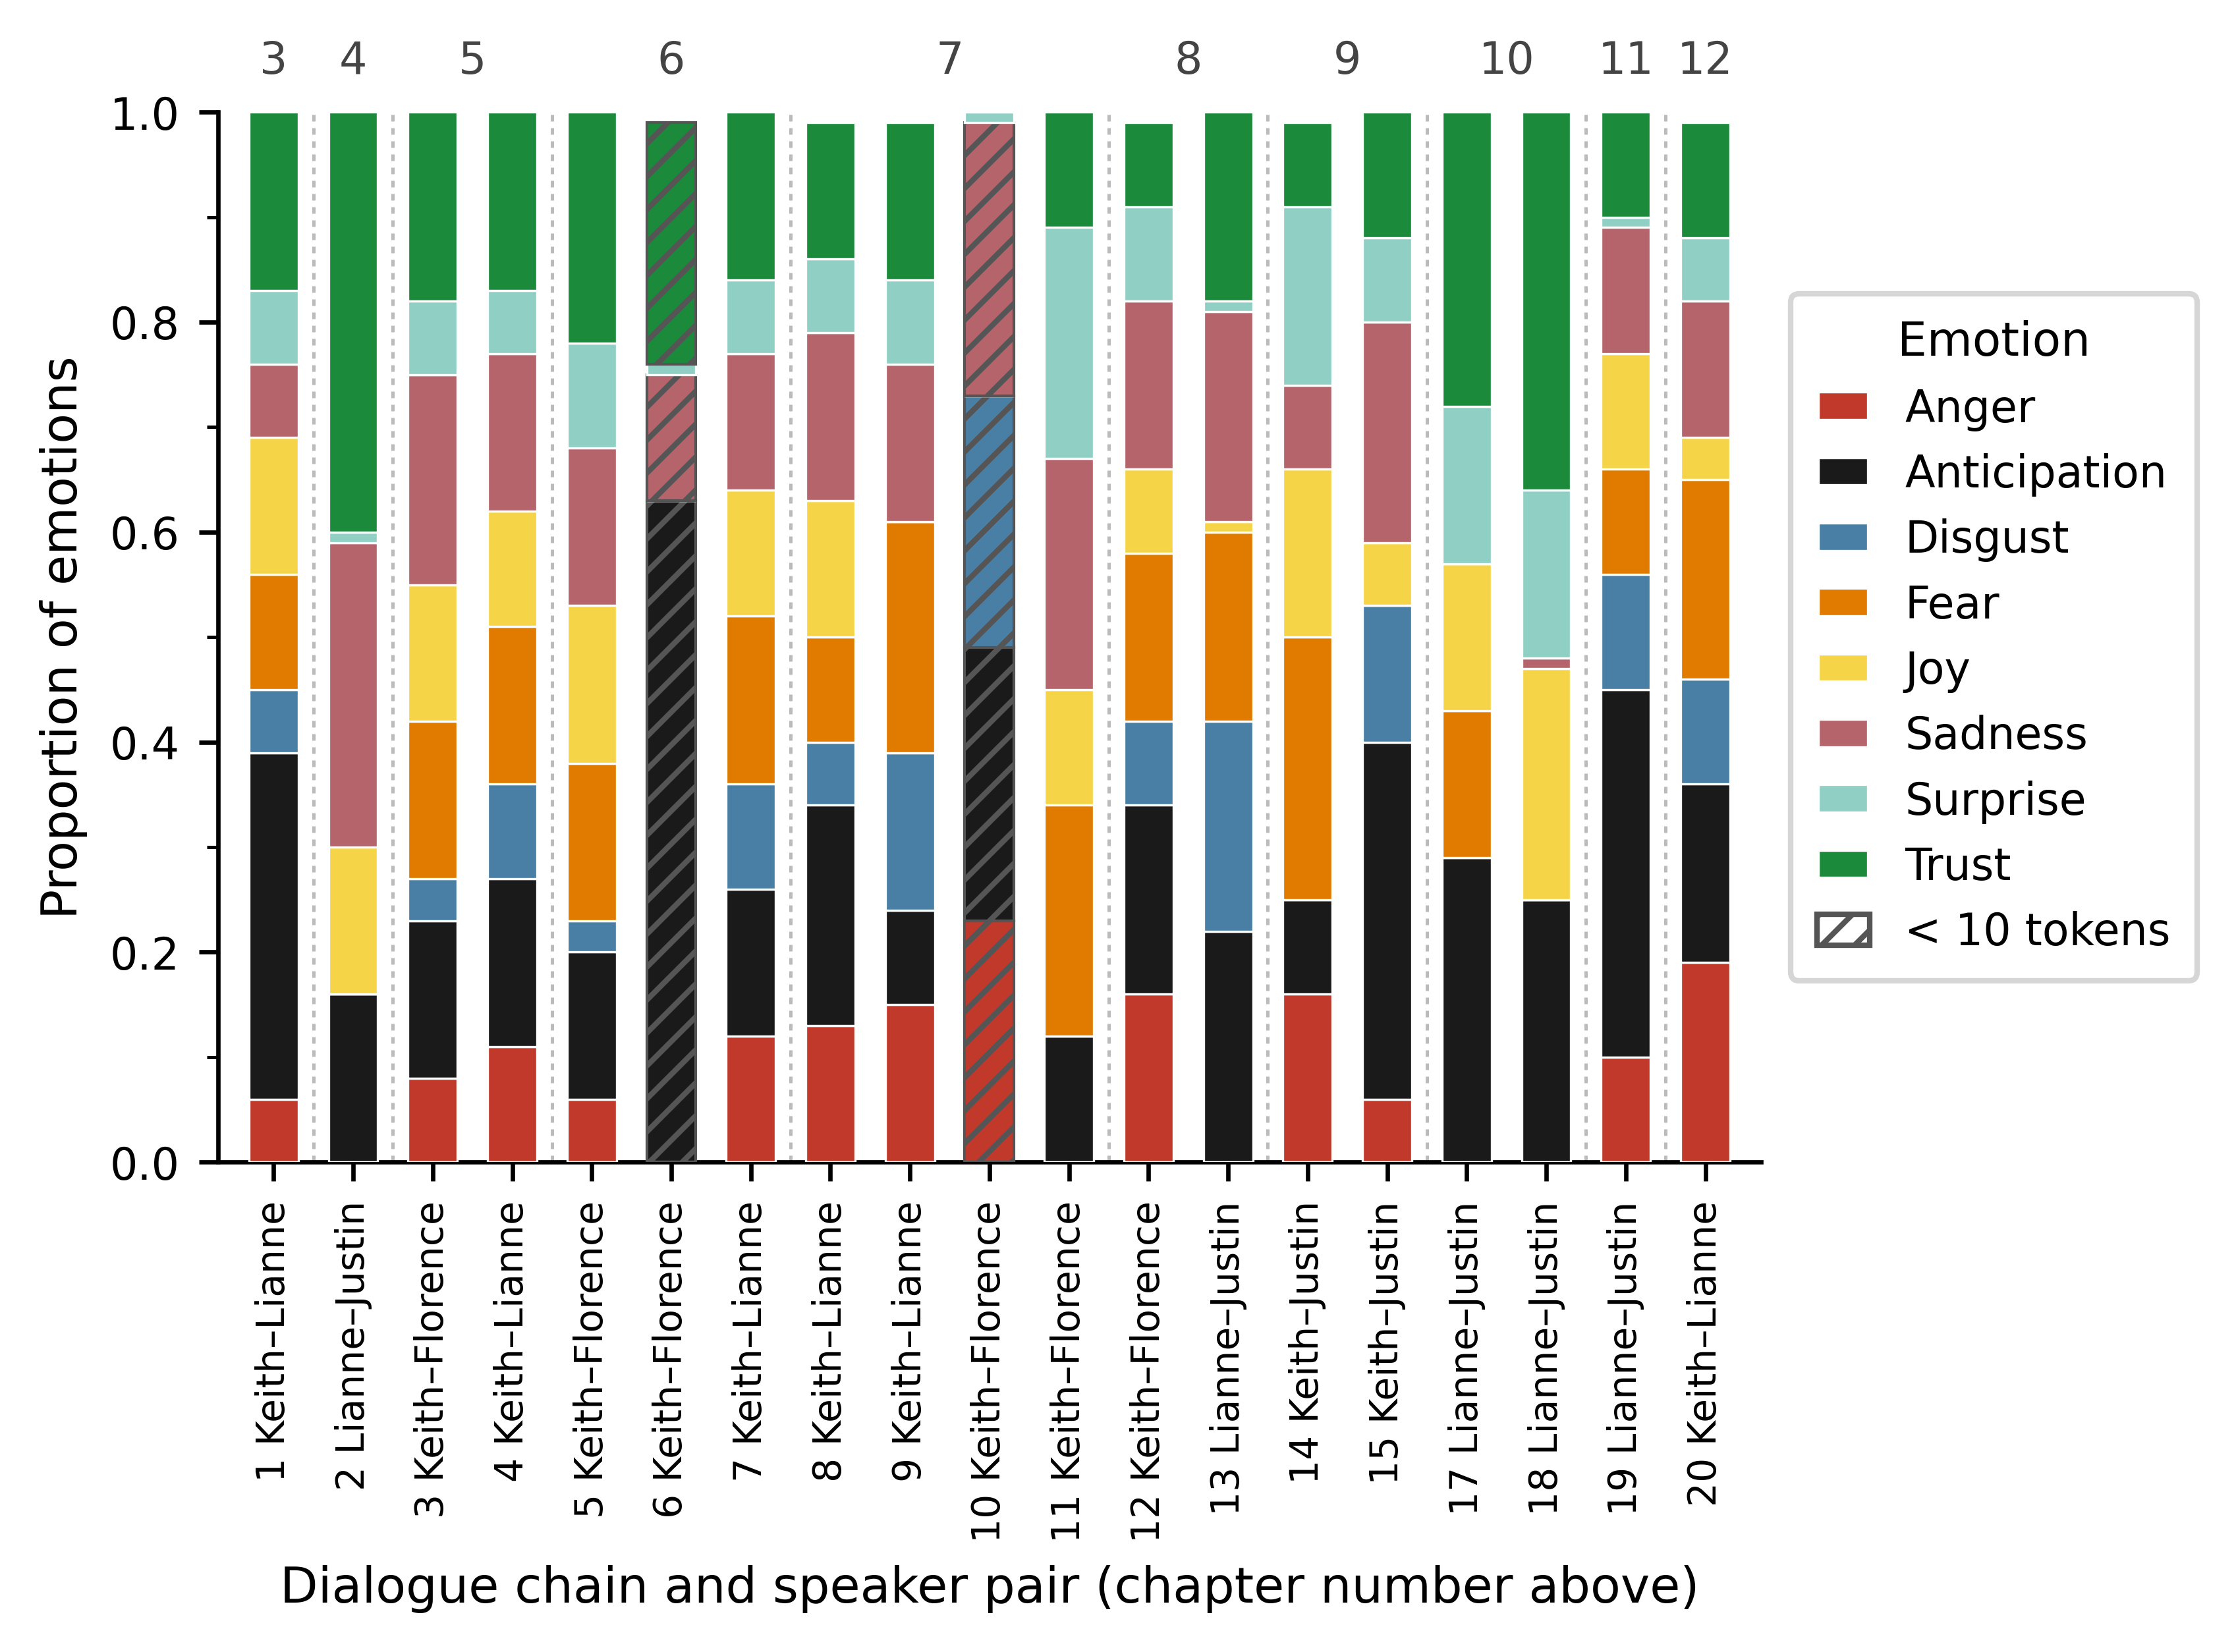 3 4 5 6 7 8 9 10 11 12
1.0
0.8
0.6
0.4
0.2
0.0
Proportion of emotions
Emotion
Anger
Anticipation
Disgust
Fear
Joy
Sadness
Surprise
Trust
< 10 tokens
1 Keith–Lianne
2 Lianne–Justin
3 Keith–Florence
4 Keith–Lianne
5 Keith–Florence
6 Keith–Florence
7 Keith–Lianne
8 Keith–Lianne
9 Keith–Lianne
10 Keith–Florence
11 Keith–Florence
12 Keith–Florence
13 Lianne–Justin
14 Keith–Justin
15 Keith–Justin
17 Lianne–Justin
18 Lianne–Justin
19 Lianne–Justin
20 Keith–Lianne
Dialogue chain and speaker pair (chapter number above)